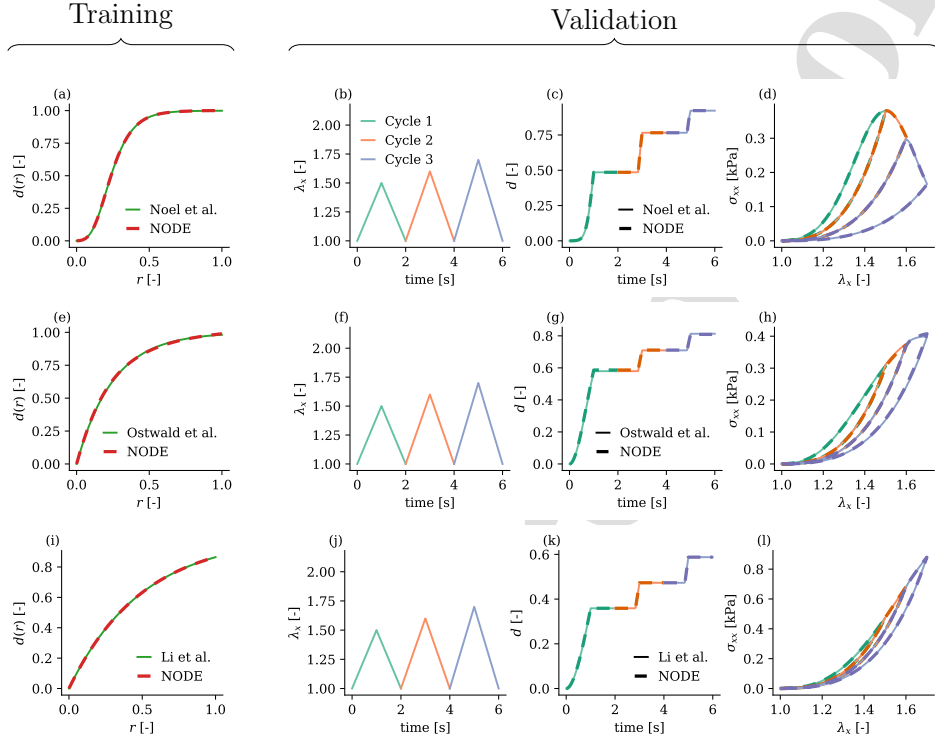 Training
Validation
(a)
(b)
(c)
(d)
1.00
0.75
0.50
0.25
0.00
d(r) [-]
Noel et al.
NODE
0.0 0.5 1.0
r [-]
2.00
1.75
1.50
1.25
1.00
λx [-]
Cycle 1
Cycle 2
Cycle 3
0 2 4 6
time [s]
0.75
0.50
0.25
0.00
d [-]
Noel et al.
NODE
0 2 4 6
time [s]
0.3
0.2
0.1
0.0
σxx [kPa]
1.0 1.2 1.4 1.6
λx [-]
(e)
(f)
(g)
(h)
1.00
0.75
0.50
0.25
0.00
d(r) [-]
Ostwald et al.
NODE
0.0 0.5 1.0
r [-]
2.00
1.75
1.50
1.25
1.00
λx [-]
0 2 4 6
time [s]
0.8
0.6
0.4
0.2
0.0
d [-]
Ostwald et al.
NODE
0 2 4 6
time [s]
0.4
0.3
0.2
0.1
0.0
σxx [kPa]
1.0 1.2 1.4 1.6
λx [-]
(i)
(j)
(k)
(l)
0.8
0.6
0.4
0.2
0.0
d(r) [-]
Li et al.
NODE
0.0 0.5 1.0
r [-]
2.00
1.75
1.50
1.25
1.00
λx [-]
0 2 4 6
time [s]
0.6
0.4
0.2
0.0
d [-]
Li et al.
NODE
0 2 4 6
time [s]
0.8
0.6
0.4
0.2
0.0
σxx [kPa]
1.0 1.2 1.4 1.6
λx [-]